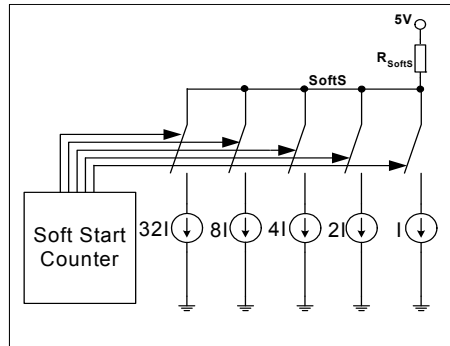 5V
R_SoftS
SoftS
Soft Start
Counter
32I
8I
4I
2I
I